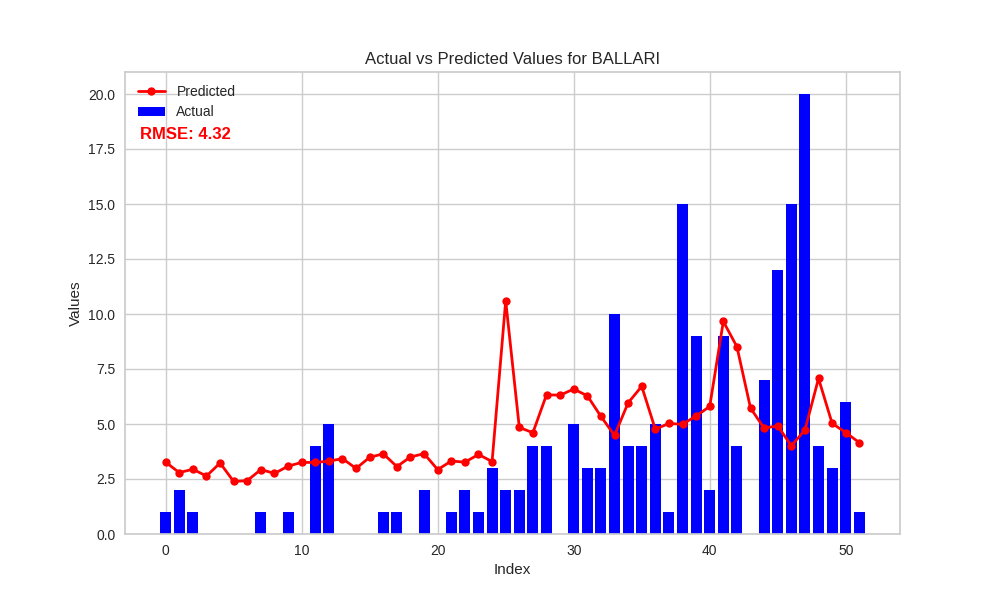 Actual vs Predicted Values for BALLARI
Predicted
Actual
RMSE: 4.32
20.0
17.5
15.0
12.5
10.0
7.5
5.0
2.5
0.0
Values
0 10 20 30 40 50
Index